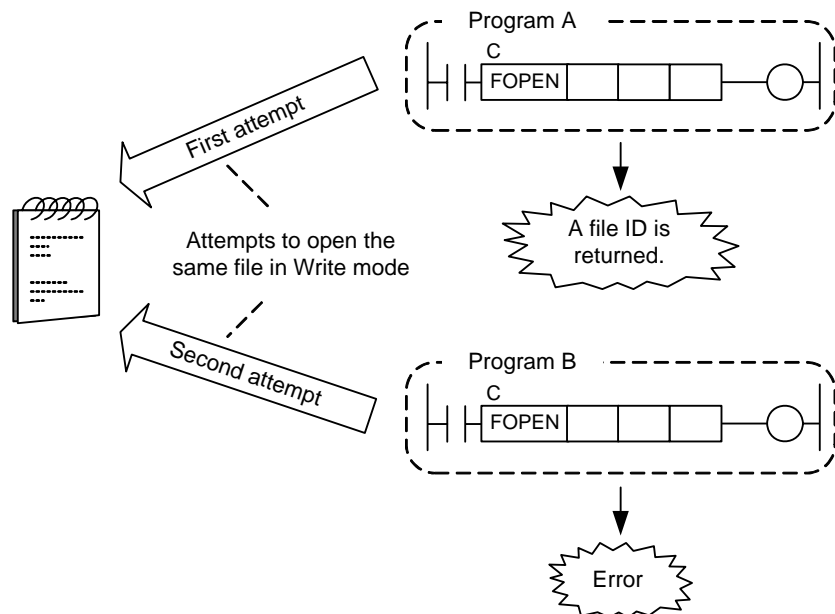 Program A
C
FOPEN
First attempt
A file ID is
returned.
Attempts to open the
same file in Write mode
Second attempt
Program B
C
FOPEN
Error